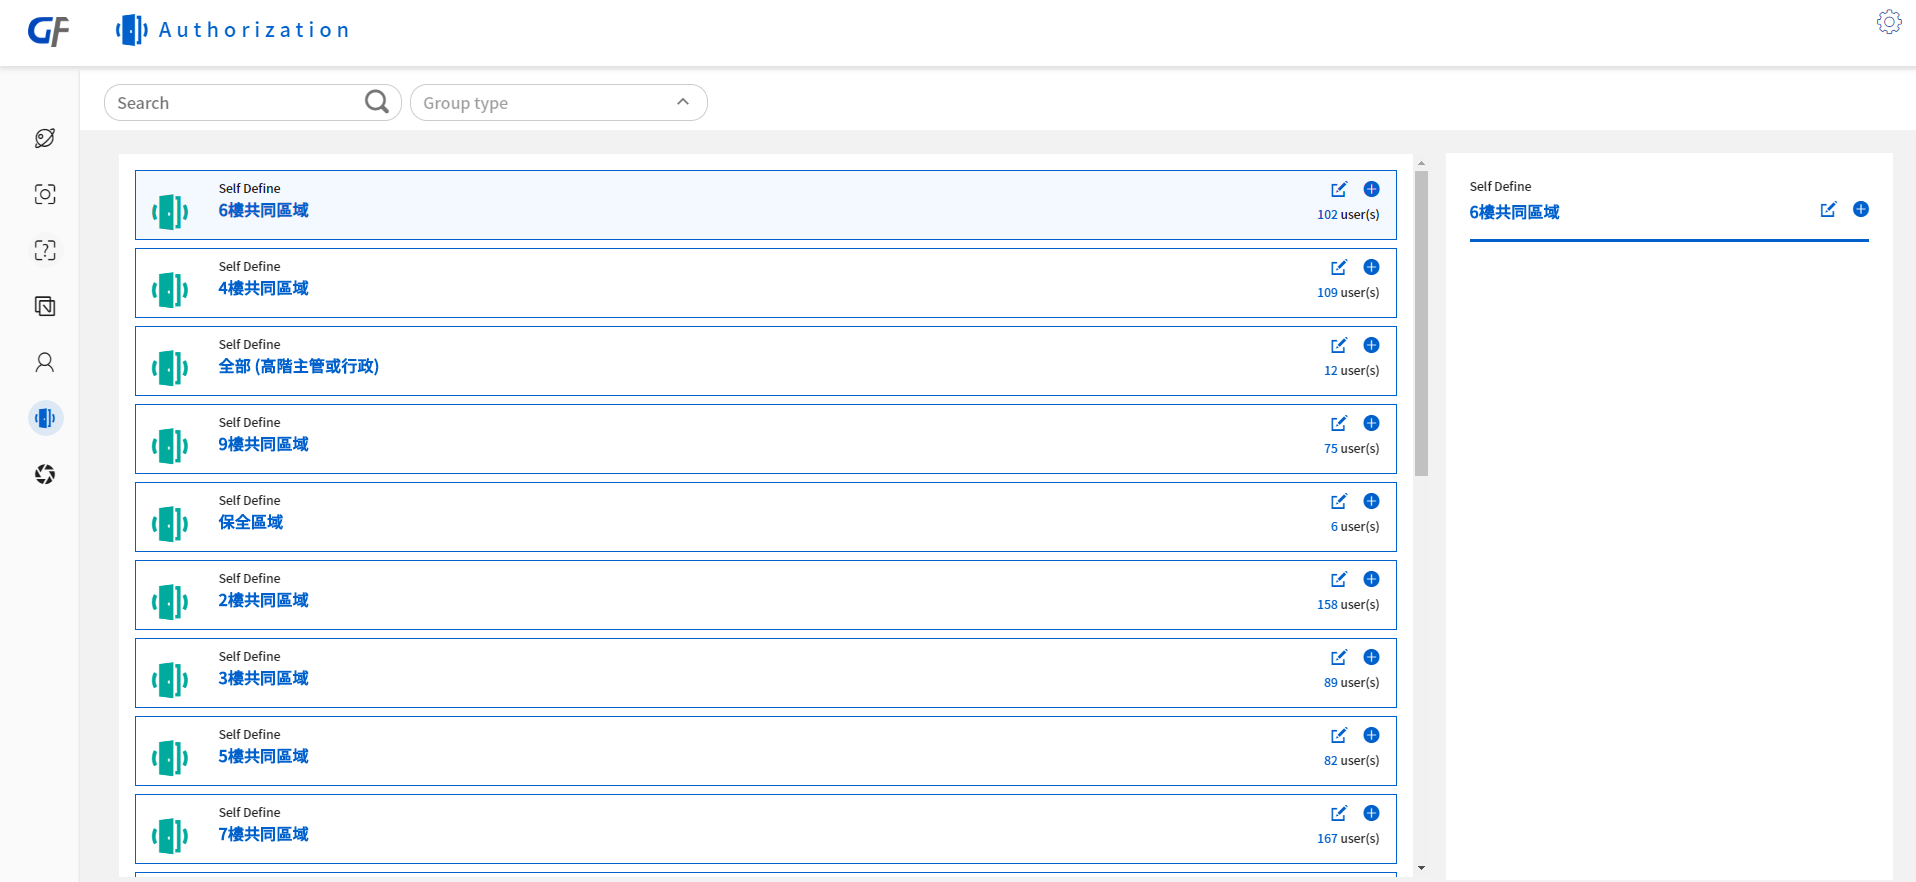 GF
Authorization
Search
Group type
Self Define
6樓共同區域
102 user(s)
Self Define
4樓共同區域
109 user(s)
Self Define
全部 (高階主管或行政)
12 user(s)
Self Define
9樓共同區域
75 user(s)
Self Define
保全區域
6 user(s)
Self Define
2樓共同區域
158 user(s)
Self Define
3樓共同區域
89 user(s)
Self Define
5樓共同區域
82 user(s)
Self Define
7樓共同區域
167 user(s)
Self Define
6樓共同區域